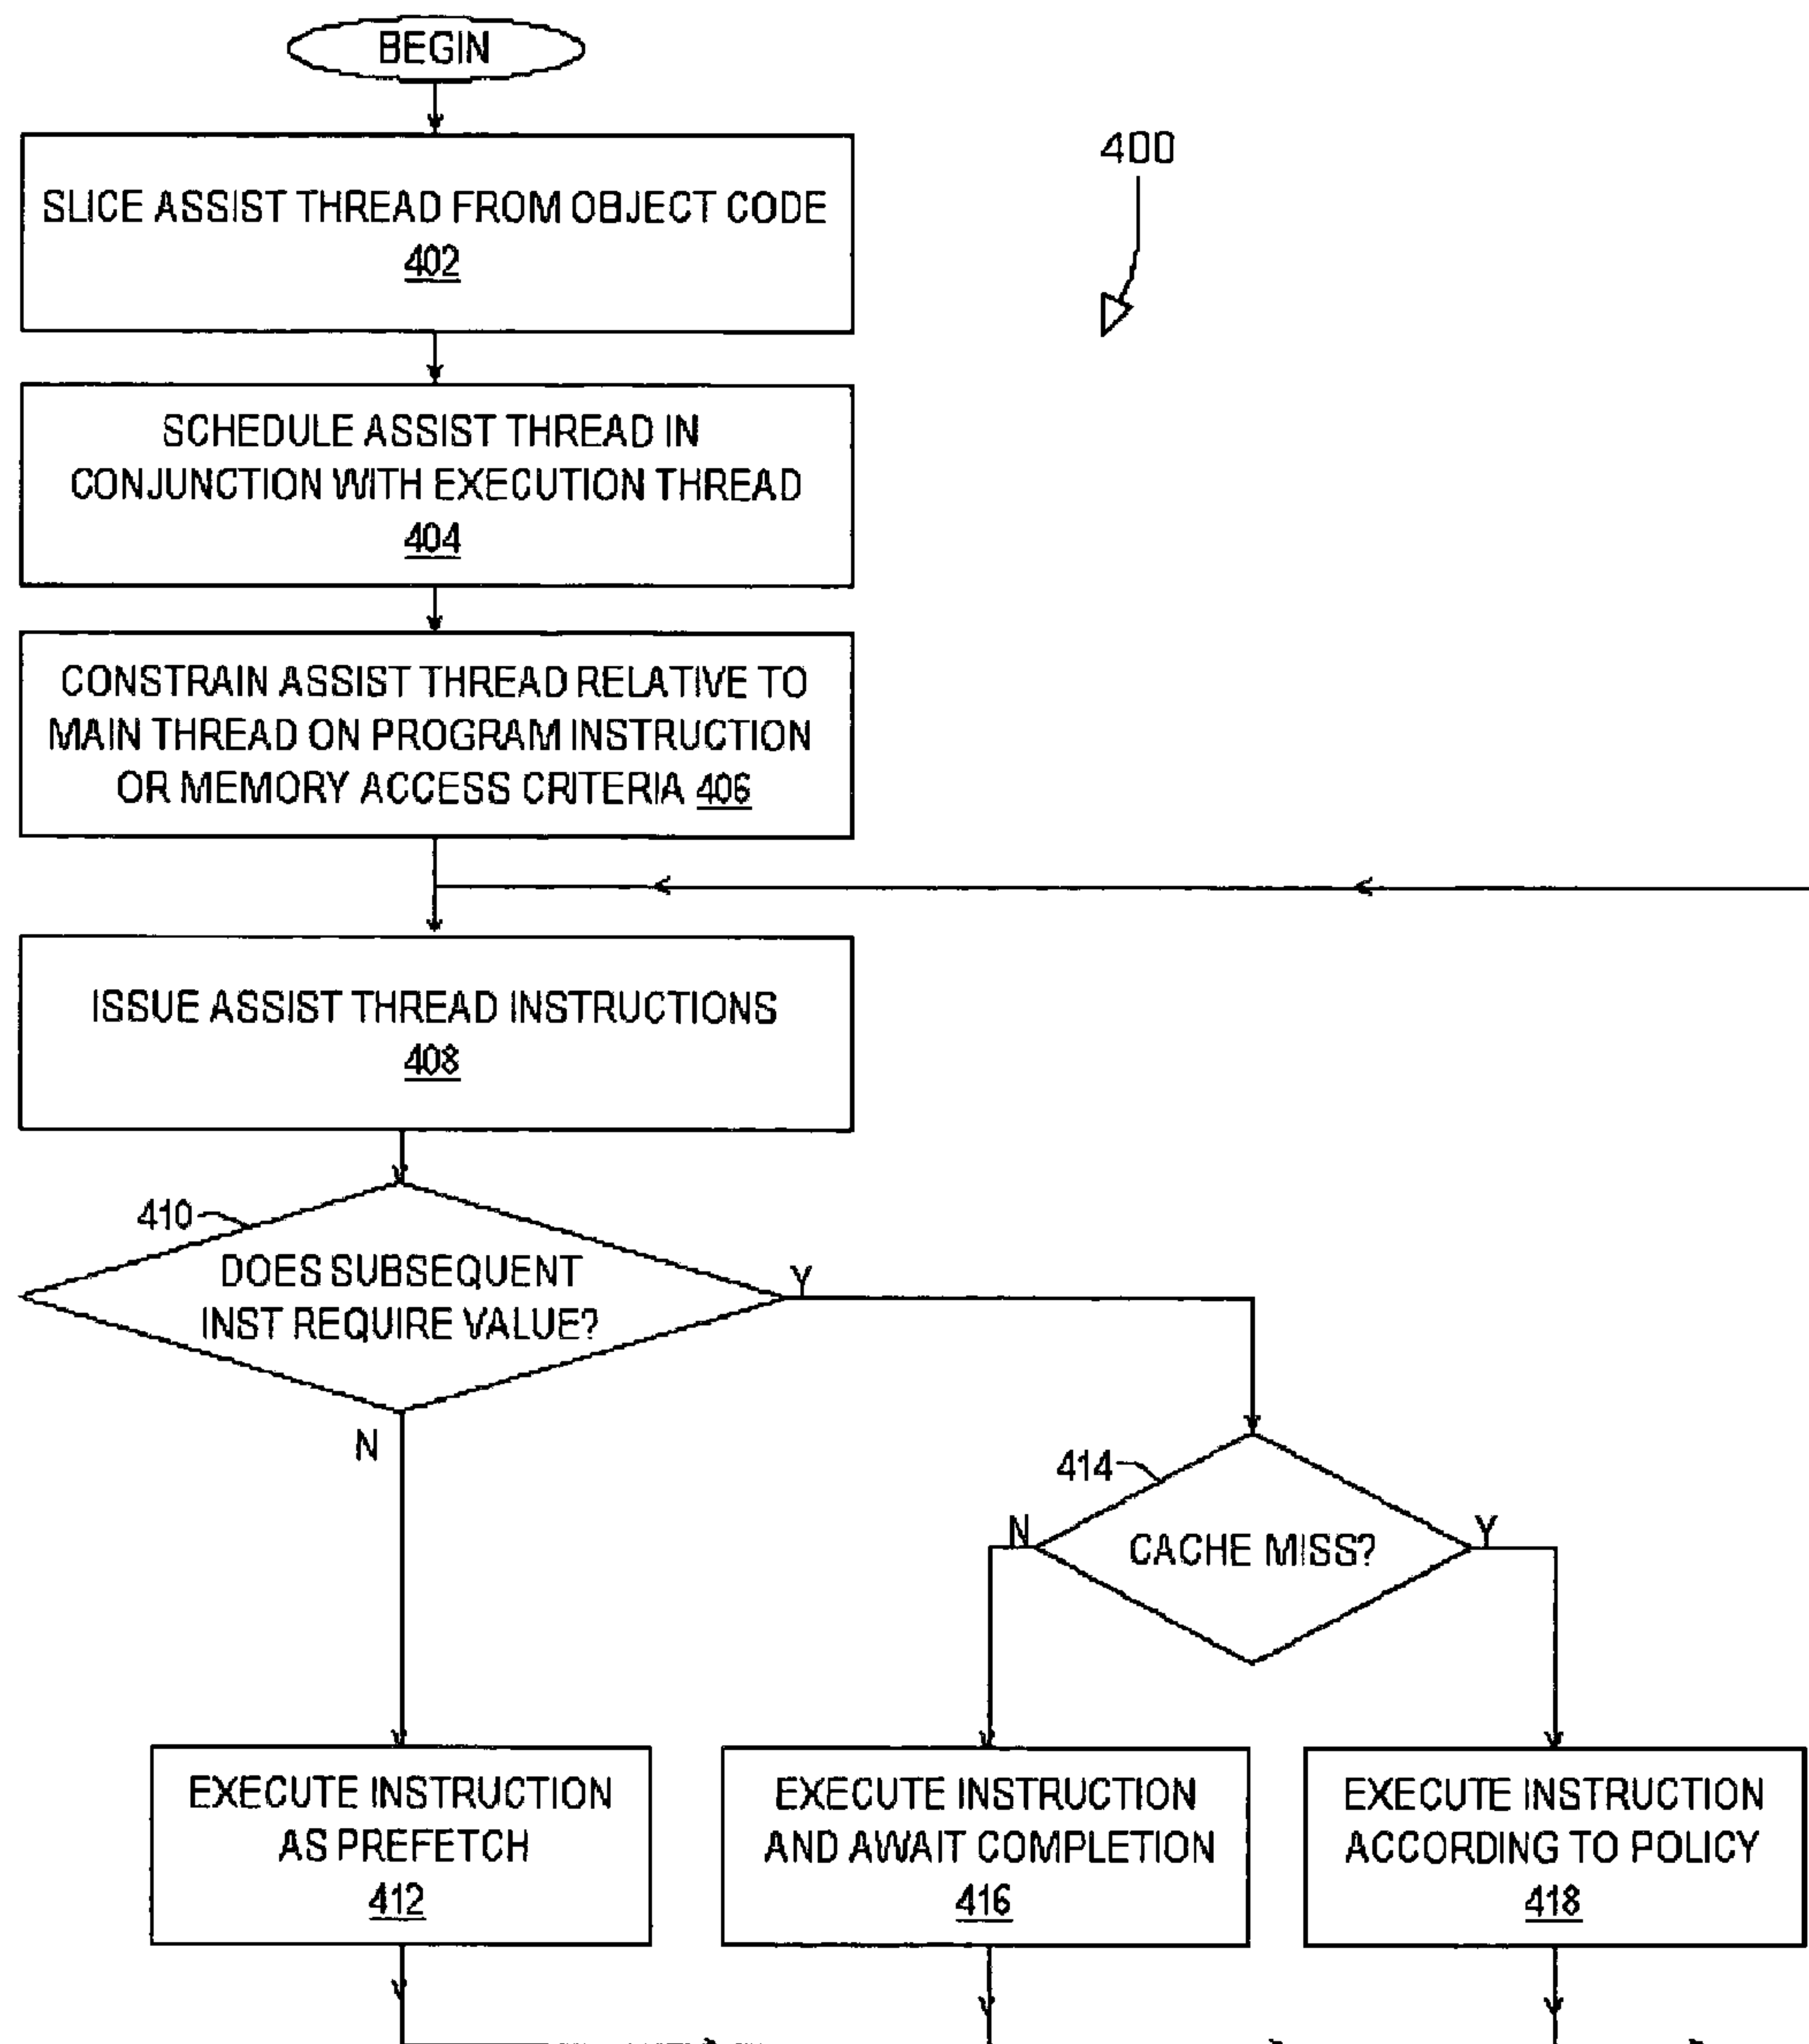 BEGIN
400
SLICE ASSIST THREAD FROM OBJECT CODE
402
SCHEDULE ASSIST THREAD IN
CONJUNCTION WITH EXECUTION THREAD
404
CONSTRAIN ASSIST THREAD RELATIVE TO
MAIN THREAD ON PROGRAM INSTRUCTION
OR MEMORY ACCESS CRITERIA 406
ISSUE ASSIST THREAD INSTRUCTIONS
408
410
DOES SUBSEQUENT
INST REQUIRE VALUE?
Y
N
414
CACHE MISS?
N
Y
EXECUTE INSTRUCTION
AS PREFETCH
412
EXECUTE INSTRUCTION
AND AWAIT COMPLETION
416
EXECUTE INSTRUCTION
ACCORDING TO POLICY
418